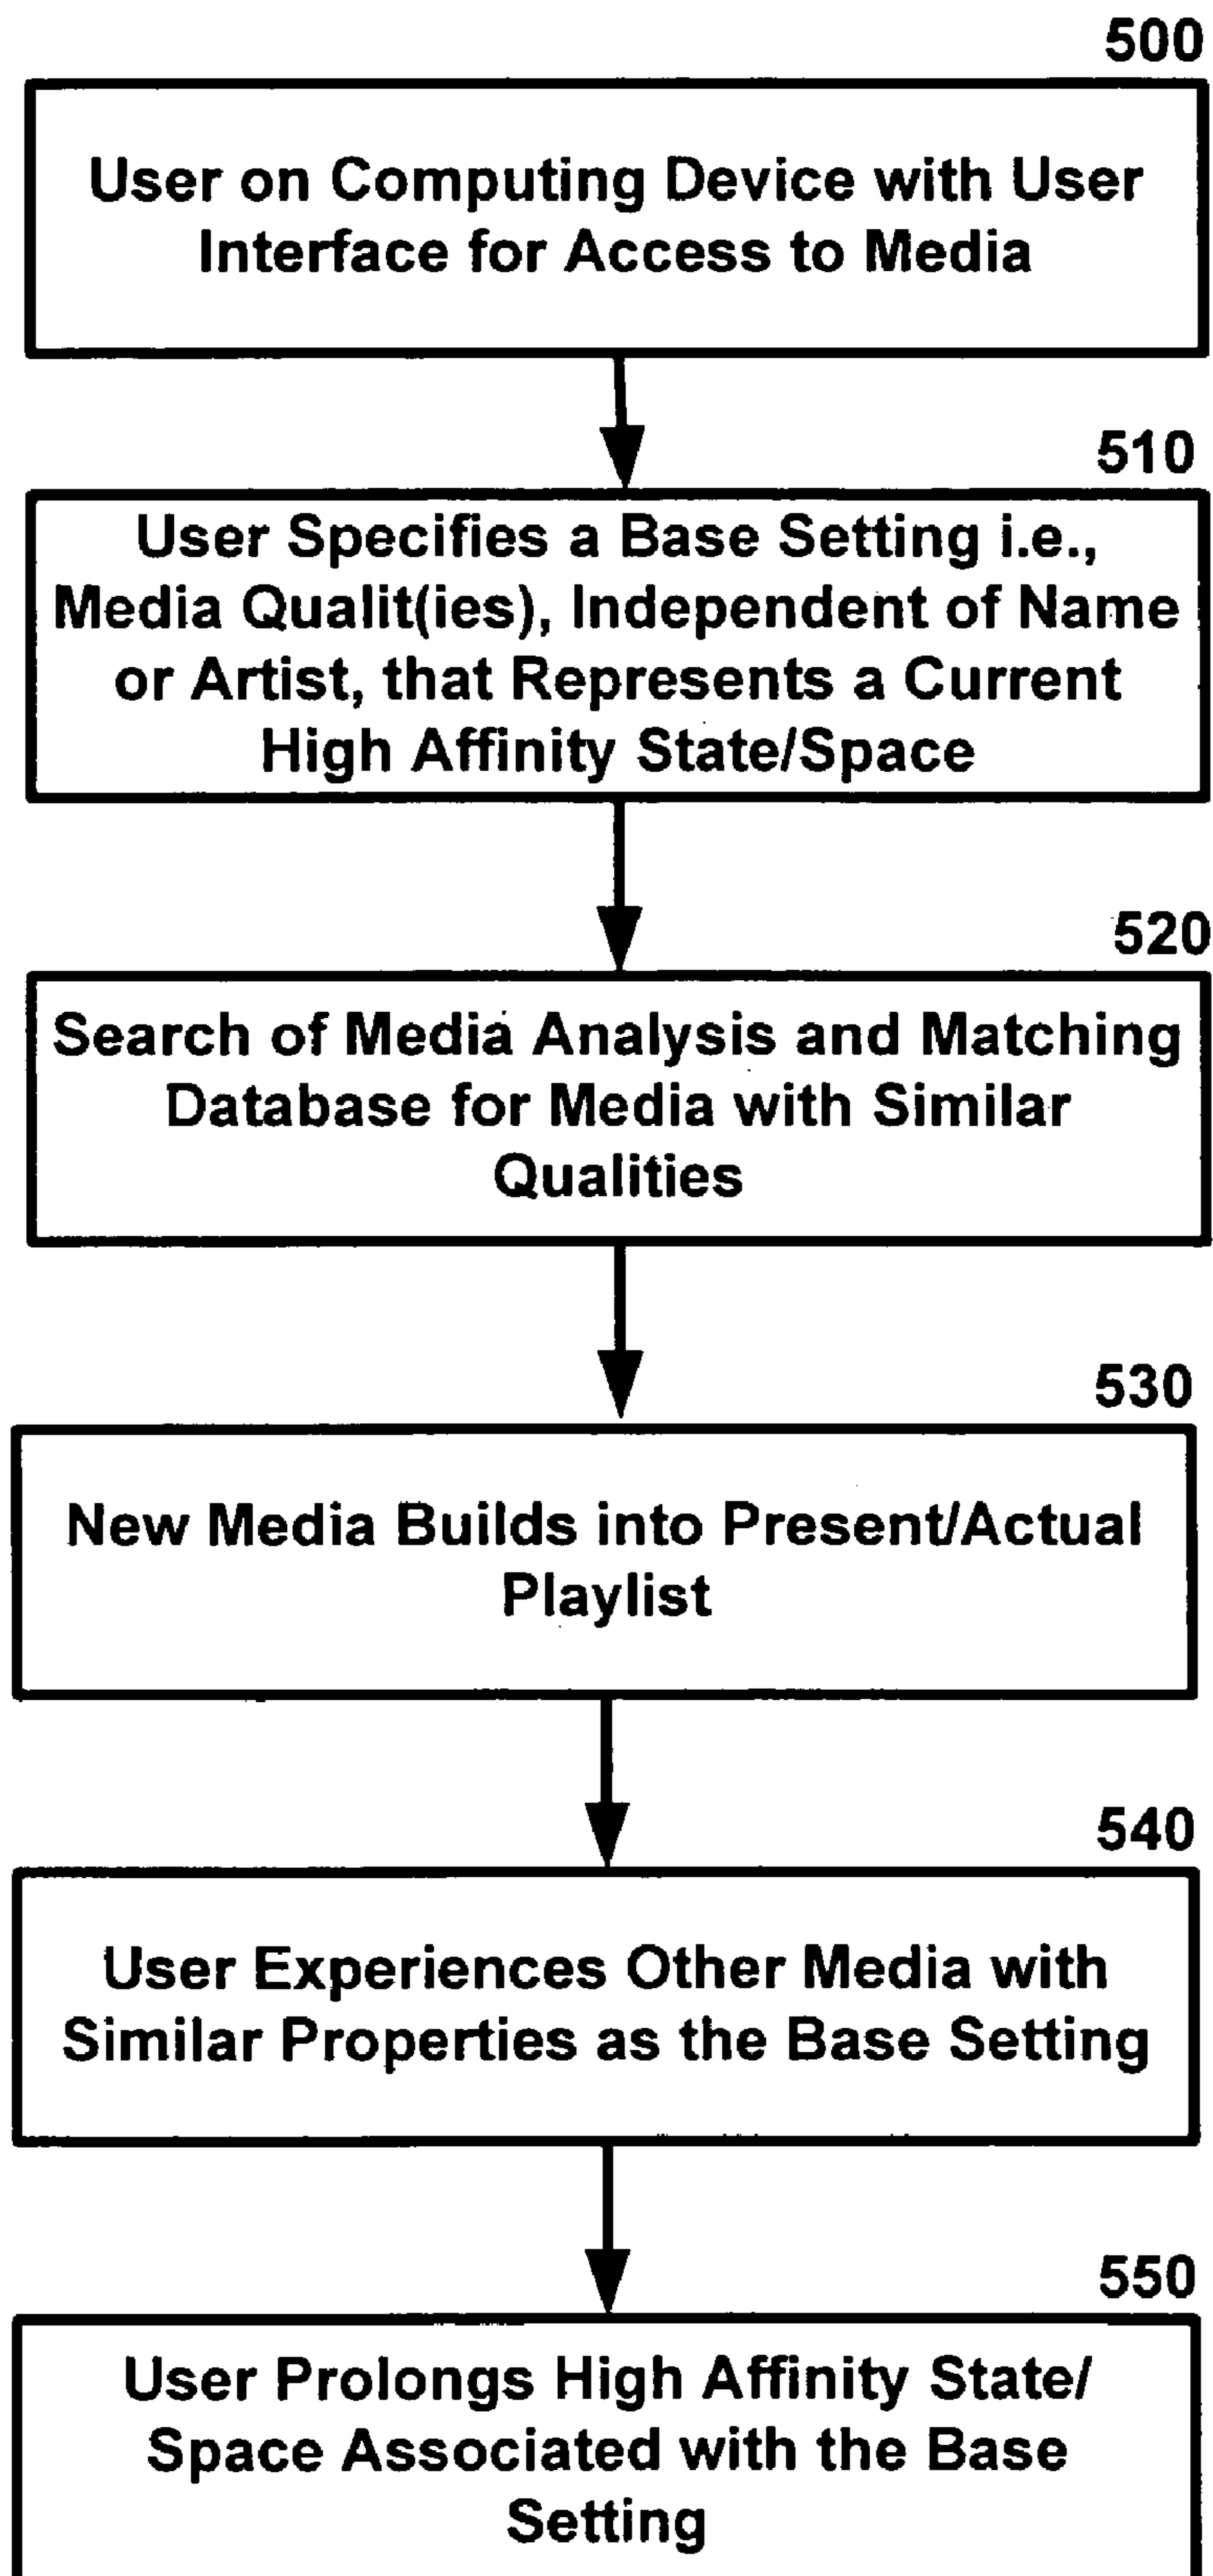 500
User on Computing Device with User
Interface for Access to Media
510
User Specifies a Base Setting i.e.,
Media Qualit(ies), Independent of Name
or Artist, that Represents a Current
High Affinity State/Space
520
Search of Media Analysis and Matching
Database for Media with Similar
Qualities
530
New Media Builds into Present/Actual
Playlist
540
User Experiences Other Media with
Similar Properties as the Base Setting
550
User Prolongs High Affinity State/
Space Associated with the Base
Setting